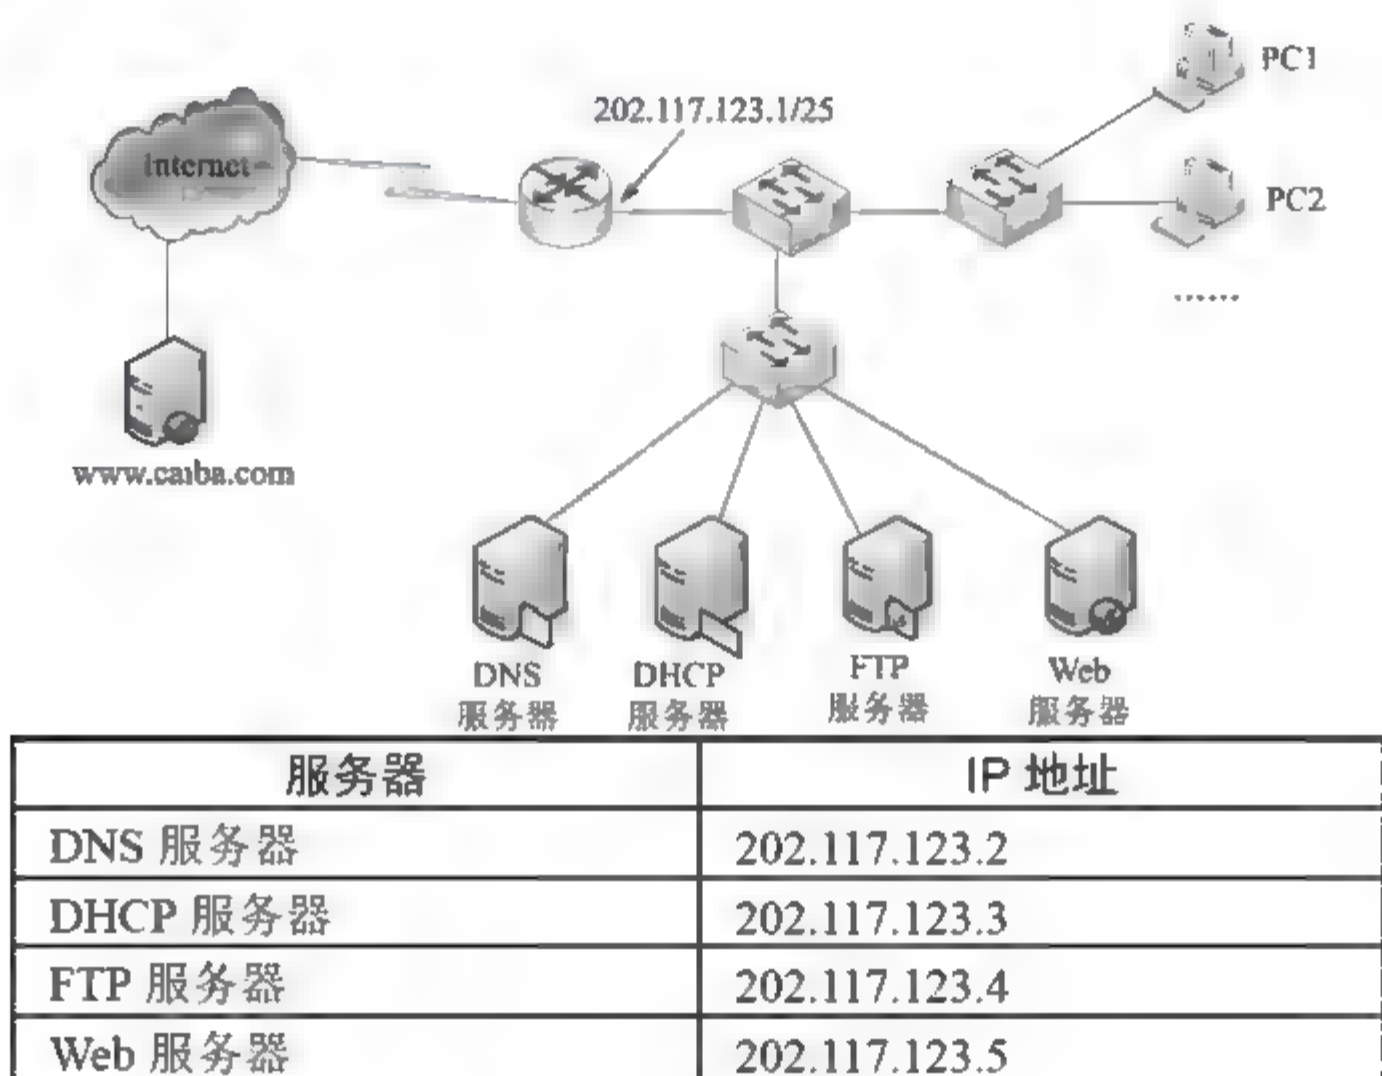 PC1
202.117.123.1/25
Internet
PC2
......
www.caiba.com
DNS
服务器
DHCP
服务器
FTP
服务器
Web
服务器
服务器 IP 地址
DNS 服务器 202.117.123.2
DHCP 服务器 202.117.123.3
FTP 服务器 202.117.123.4
Web 服务器 202.117.123.5